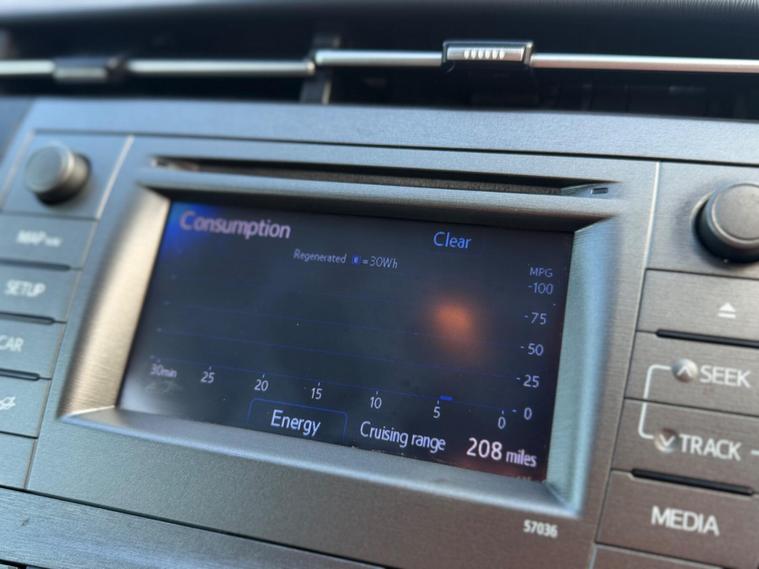 Consumption
Clear
Regenerated E =30Wh
MPG
100
75
50
25
0
30min 25 20 15 10 5 0
Energy
Cruising range 208 miles
57036
MAP
SETUP
CAR
SEEK
TRACK
MEDIA